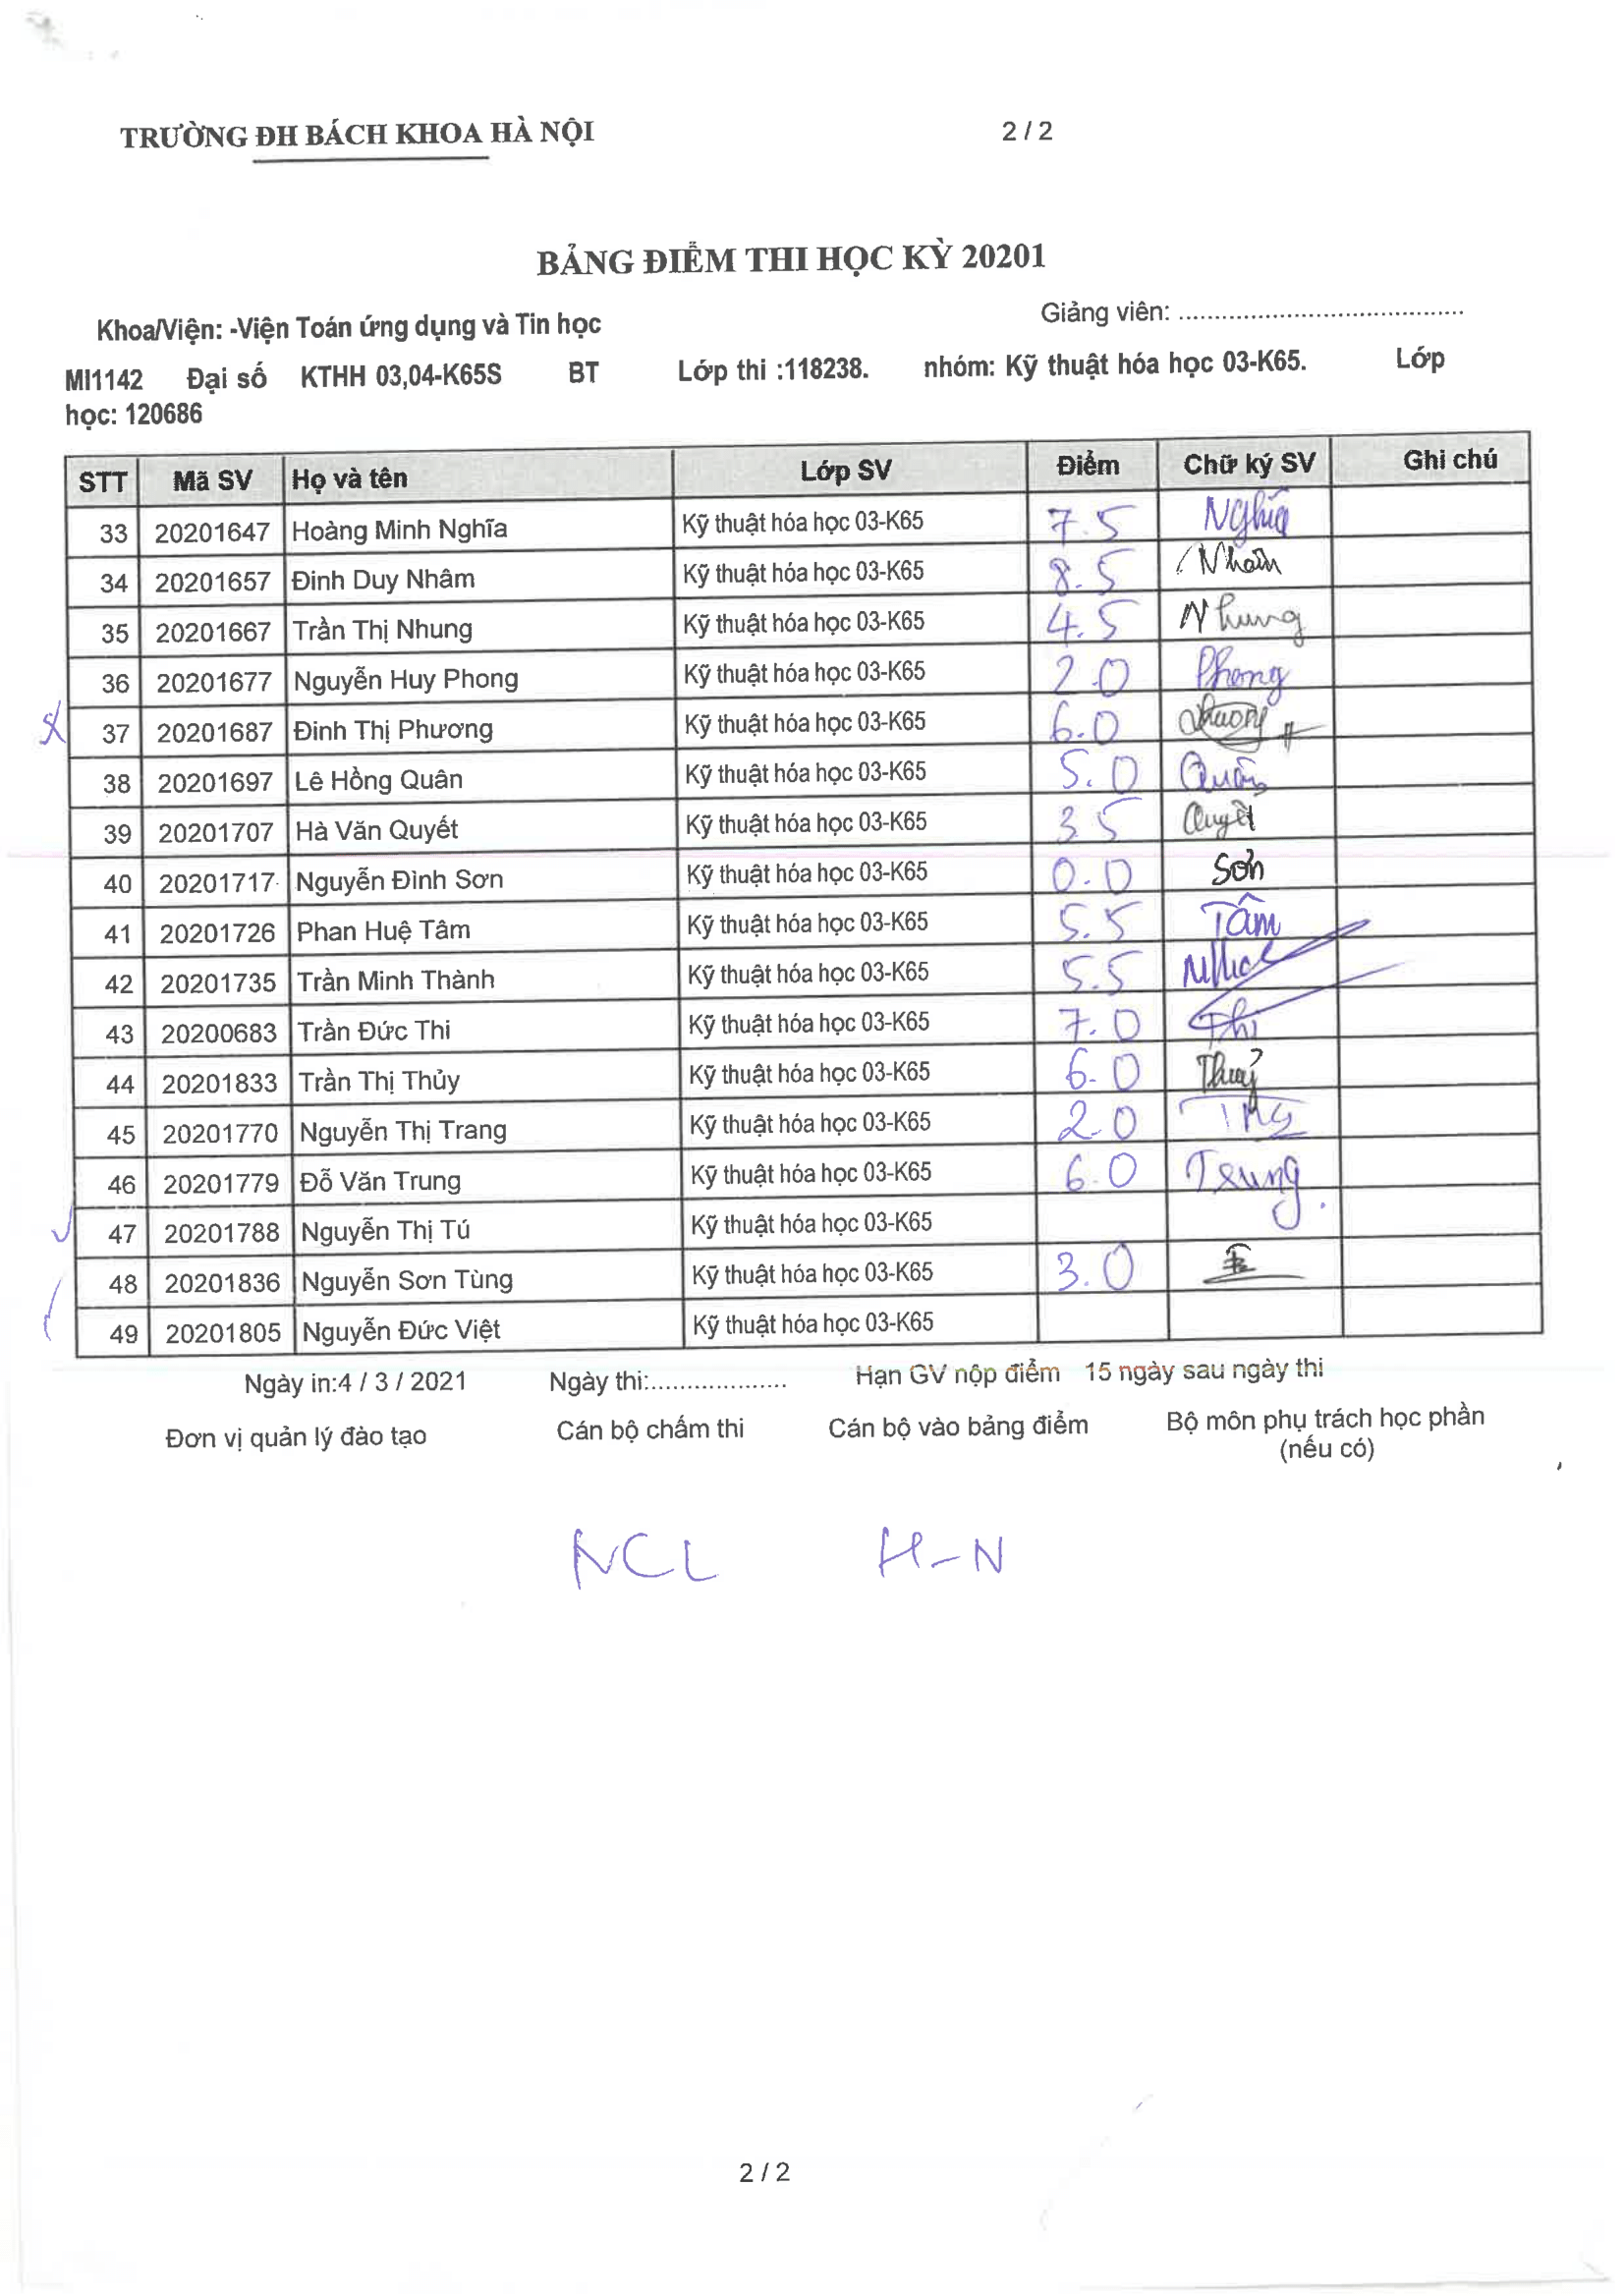 TRƯỜNG ĐH BÁCH KHOA HÀ NỘI 2 / 2
BẢNG ĐIỂM THI HỌC KỲ 20201
Khoa/Viện: -Viện Toán ứng dụng và Tin học Giảng viên: ........................................
MI1142 Đại số KTHH 03,04-K65S BT Lớp thi :118238. nhóm: Kỹ thuật hóa học 03-K65. Lớp
học: 120686
STT Mã SV Họ và tên Lớp SV Điểm Chữ ký SV Ghi chú
33 20201647 Hoàng Minh Nghĩa Kỹ thuật hóa học 03-K65 7.5 Nghĩa
34 20201657 Đinh Duy Nhâm Kỹ thuật hóa học 03-K65 8.5 Nhâm
35 20201667 Trần Thị Nhung Kỹ thuật hóa học 03-K65 4.5 Nhung
36 20201677 Nguyễn Huy Phong Kỹ thuật hóa học 03-K65 2.0 Phong
37 20201687 Đinh Thị Phương Kỹ thuật hóa học 03-K65 6.0
38 20201697 Lê Hồng Quân Kỹ thuật hóa học 03-K65 5.0 Quân
39 20201707 Hà Văn Quyết Kỹ thuật hóa học 03-K65 3.5 Quyết
40 20201717 Nguyễn Đình Sơn Kỹ thuật hóa học 03-K65 0.0 Sơn
41 20201726 Phan Huệ Tâm Kỹ thuật hóa học 03-K65 5.5 Tâm
42 20201735 Trần Minh Thành Kỹ thuật hóa học 03-K65 5.5
43 20200683 Trần Đức Thi Kỹ thuật hóa học 03-K65 7.0 Thi
44 20201833 Trần Thị Thủy Kỹ thuật hóa học 03-K65 6.0 Thuỷ
45 20201770 Nguyễn Thị Trang Kỹ thuật hóa học 03-K65 2.0
46 20201779 Đỗ Văn Trung Kỹ thuật hóa học 03-K65 6.0 Trung
47 20201788 Nguyễn Thị Tú Kỹ thuật hóa học 03-K65
48 20201836 Nguyễn Sơn Tùng Kỹ thuật hóa học 03-K65 3.0
49 20201805 Nguyễn Đức Việt Kỹ thuật hóa học 03-K65
Ngày in:4 / 3 / 2021 Ngày thi:................... Hạn GV nộp điểm 15 ngày sau ngày thi
Đơn vị quản lý đào tạo Cán bộ chấm thi Cán bộ vào bảng điểm Bộ môn phụ trách học phần
(nếu có)
NCL H-N
2 / 2